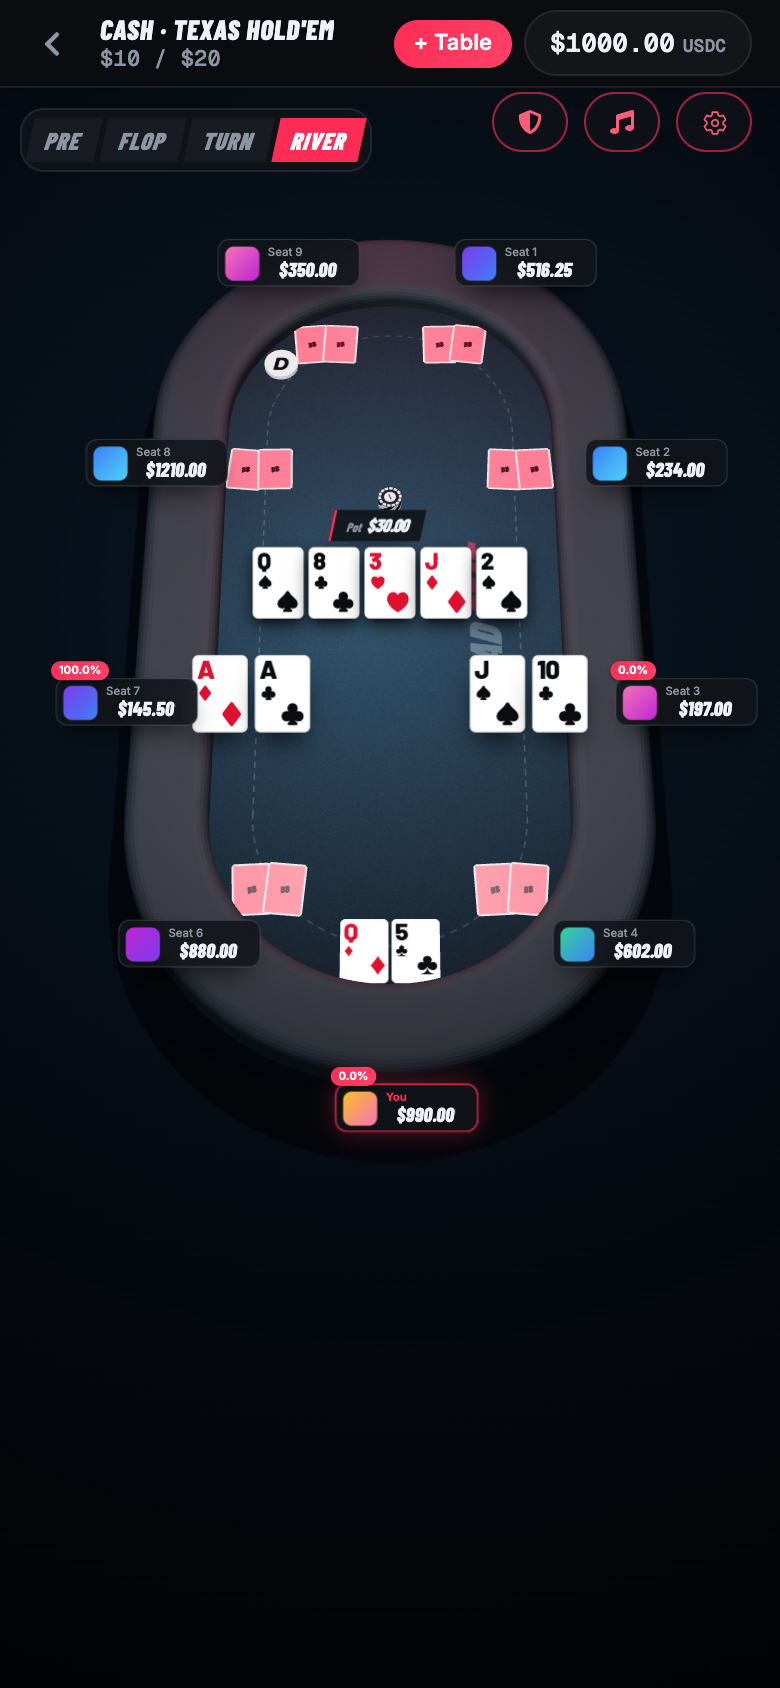 CASH · TEXAS HOLD'EM
$10 / $20
+ Table
$1000.00 USDC
PRE
FLOP
TURN
RIVER
Seat 9
$350.00
Seat 1
$516.25
D
Seat 8
$1210.00
Seat 2
$234.00
Pot $30.00
Q
8
3
J
2
100.0%
Seat 7
$145.50
A
A
J
10
0.0%
Seat 3
$197.00
Seat 6
$880.00
Q
5
Seat 4
$602.00
0.0%
You
$990.00